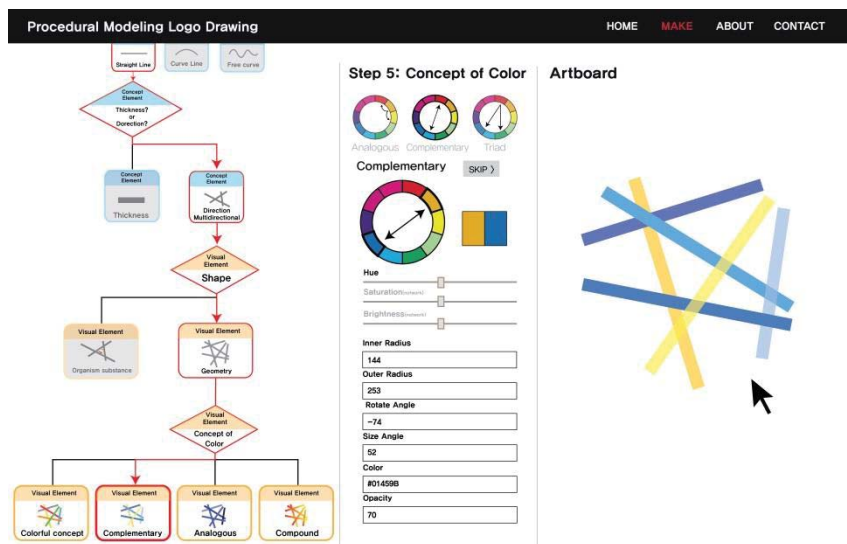 Procedural Modeling Logo Drawing
HOME MAKE ABOUT CONTACT
Straight Line
Curve Line
Free curve
Concept
Element
Thickness?
or
Dorection?
Concept
Element
Thickness
Concept
Element
Direction
Multidirectional
Visual
Element
Shape
Visual Element
Organism substance
Visual Element
Geometry
Visual
Element
Concept of
Color
Visual Element
Colorful concept
Visual Element
Complementary
Visual Element
Analogous
Visual Element
Compound
Step 5: Concept of Color
Analogous Complementary Triad
Complementary
SKIP 〉
Hue
Saturation
Brightness
Inner Radius
144
Outer Radius
253
Rotate Angle
-74
Size Angle
52
Color
#01459B
Opacity
70
Artboard